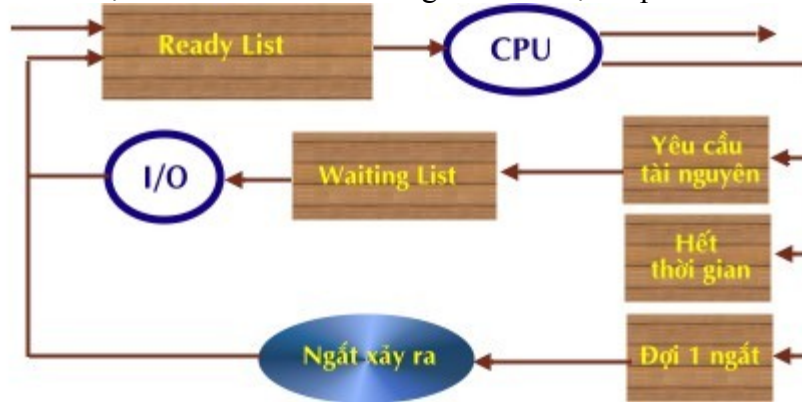 Ready List
CPU
I/O
Waiting List
Yêu cầu
tài nguyên
Hết
thời gian
Ngắt xảy ra
Đợi 1 ngắt